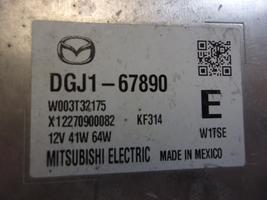 DGJ1-67890
W003T32175
X12270900082 KF314
12V 41W 64W
E
W1TSE
MITSUBISHI ELECTRIC MADE IN MEXICO